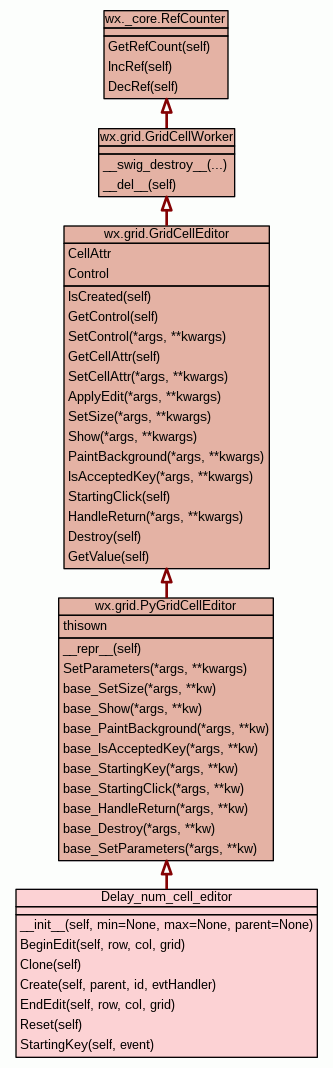 wx._core.RefCounter
GetRefCount(self)
IncRef(self)
DecRef(self)
wx.grid.GridCellWorker
__swig_destroy__(...)
__del__(self)
wx.grid.GridCellEditor
CellAttr
Control
IsCreated(self)
GetControl(self)
SetControl(*args, **kwargs)
GetCellAttr(self)
SetCellAttr(*args, **kwargs)
ApplyEdit(*args, **kwargs)
SetSize(*args, **kwargs)
Show(*args, **kwargs)
PaintBackground(*args, **kwargs)
IsAcceptedKey(*args, **kwargs)
StartingClick(self)
HandleReturn(*args, **kwargs)
Destroy(self)
GetValue(self)
wx.grid.PyGridCellEditor
thisown
__repr__(self)
SetParameters(*args, **kwargs)
base_SetSize(*args, **kw)
base_Show(*args, **kw)
base_PaintBackground(*args, **kw)
base_IsAcceptedKey(*args, **kw)
base_StartingKey(*args, **kw)
base_StartingClick(*args, **kw)
base_HandleReturn(*args, **kw)
base_Destroy(*args, **kw)
base_SetParameters(*args, **kw)
Delay_num_cell_editor
__init__(self, min=None, max=None, parent=None)
BeginEdit(self, row, col, grid)
Clone(self)
Create(self, parent, id, evtHandler)
EndEdit(self, row, col, grid)
Reset(self)
StartingKey(self, event)